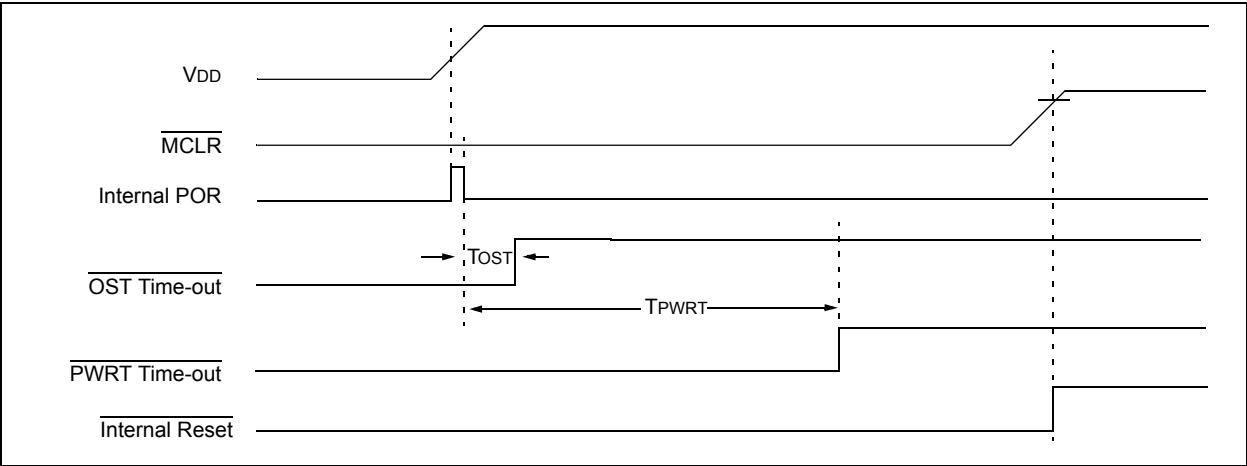 VDD
MCLR
Internal POR
TOST
OST Time-out
TPWRT
PWRT Time-out
Internal Reset